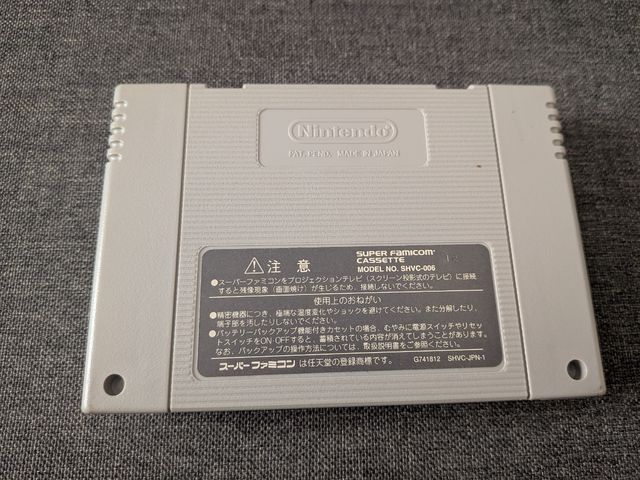 Nintendo
PAT. PEND. MADE IN JAPAN
⚠注意
SUPER FAMICOM
CASSETTE
MODEL NO. SHVC-006
●スーパーファミコンをプロジェクションテレビ(スクリーン投影式のテレビ)に接続
すると残像現象(画面焼け)が生じるため、接続しないでください。
使用上のおねがい
●精密機器につき、極端な温度変化やショックを避けてください。また分解したり、
端子部を汚したりしないでください。
●バッテリーバックアップ機能付きカセットの場合、むやみに電源スイッチやリセッ
トスイッチをON・OFFすると、蓄積されている内容が消えてしまうことがあります。
なお、バックアップの操作方法については、取扱説明書をご参照ください。
スーパーファミコン は任天堂の登録商標です。
G741812 SHVC-JPN-1